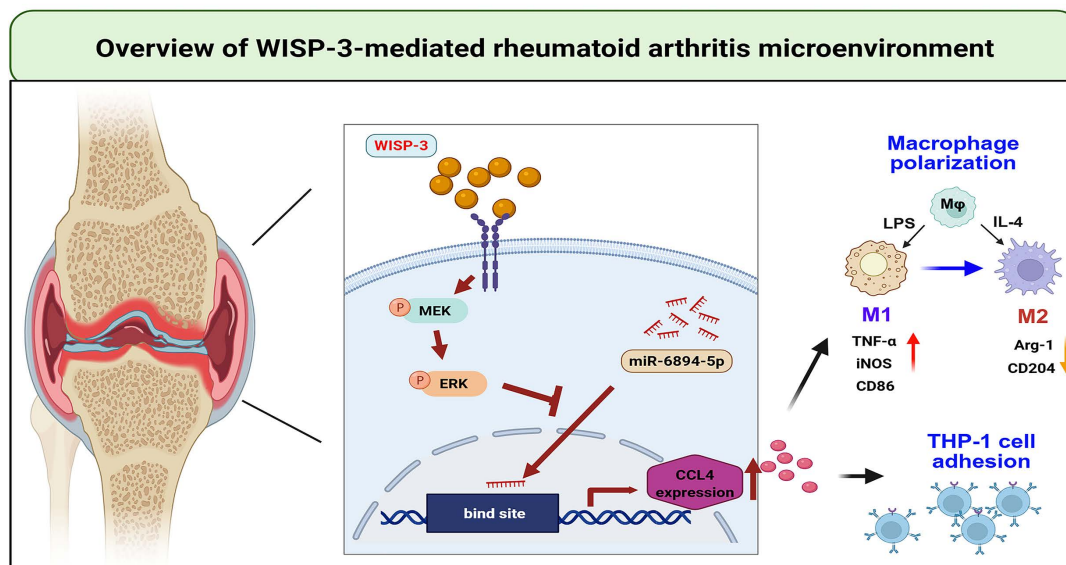 Overview of WISP-3-mediated rheumatoid arthritis microenvironment
WISP-3
P
MEK
P
ERK
miR-6894-5p
bind site
CCL4
expression
Macrophage
polarization
Mφ
LPS
IL-4
M1
TNF-α
iNOS
CD86
M2
Arg-1
CD204
THP-1 cell
adhesion